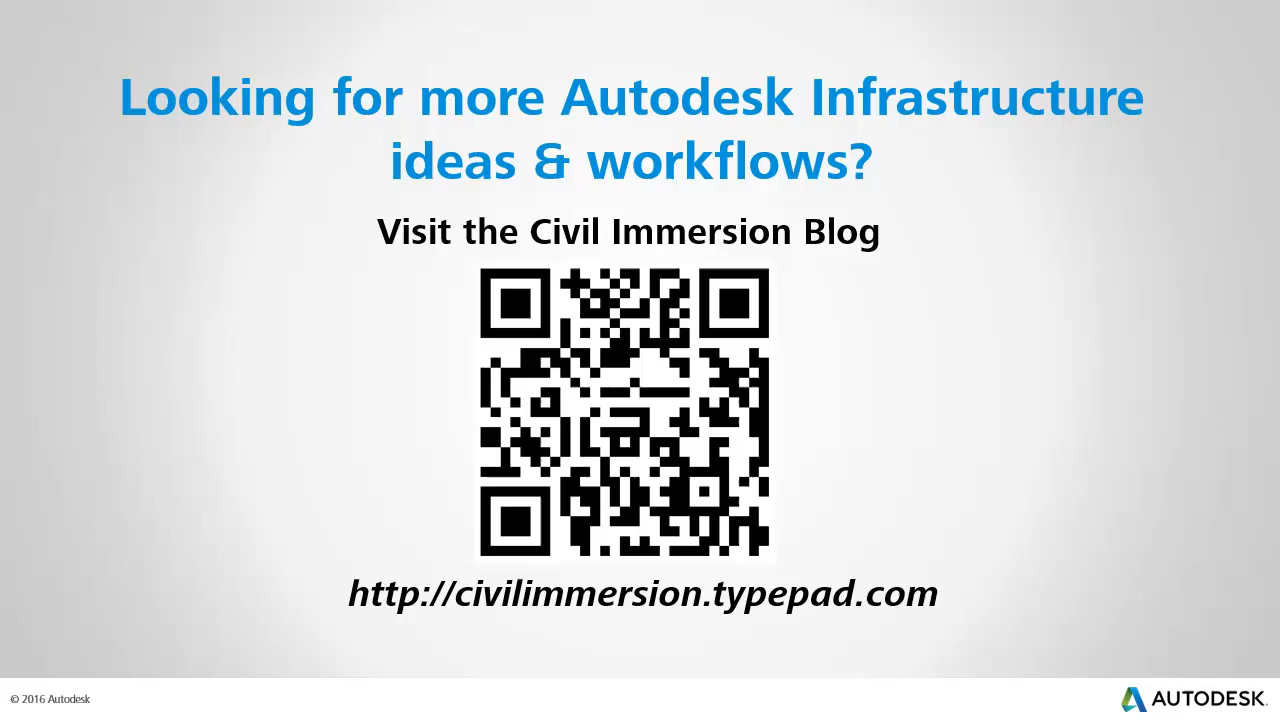 Looking for more Autodesk Infrastructure
ideas & workflows?
Visit the Civil Immersion Blog
http://civilimmersion.typepad.com
© 2016 Autodesk
AUTODESK.